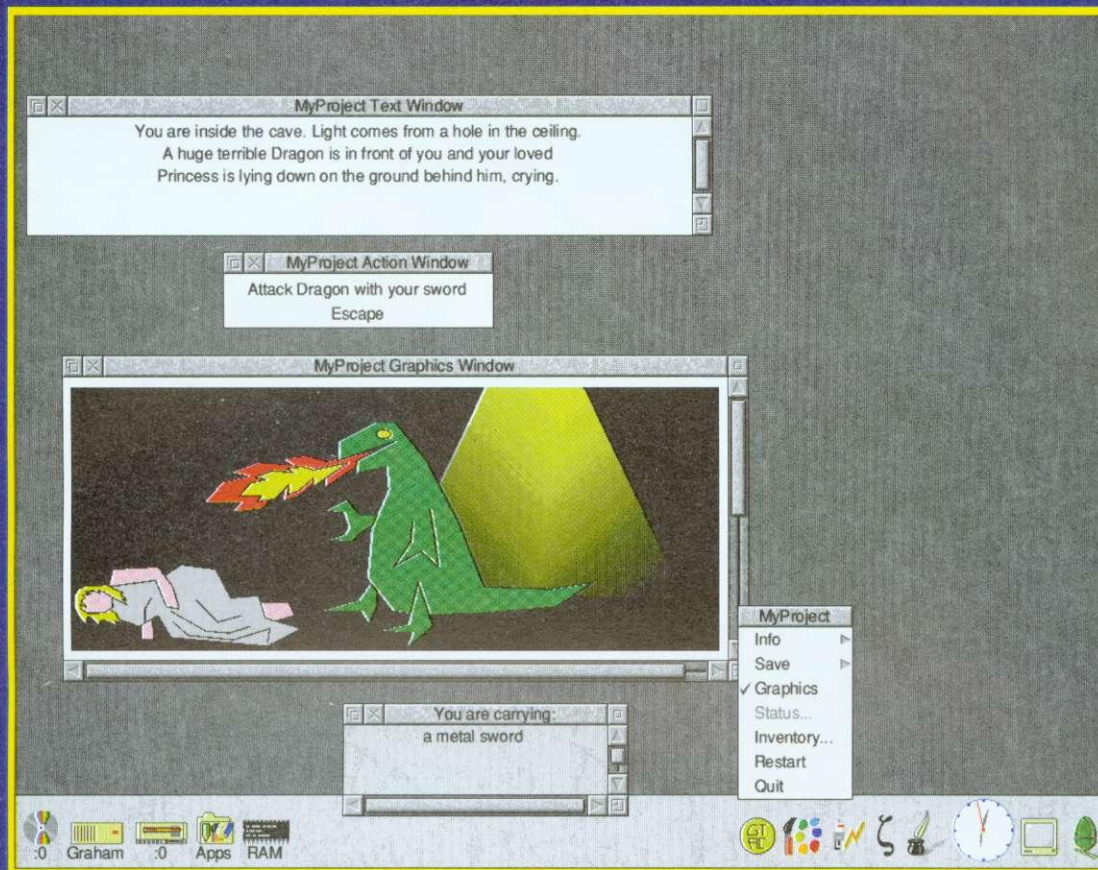 MyProject Text Window
You are inside the cave. Light comes from a hole in the ceiling.
A huge terrible Dragon is in front of you and your loved
Princess is lying down on the ground behind him, crying.
MyProject Action Window
Attack Dragon with your sword
Escape
MyProject Graphics Window
MyProject
Info
Save
Graphics
Status...
Inventory...
Restart
Quit
You are carrying:
a metal sword
:0
Graham
:0
Apps
RAM